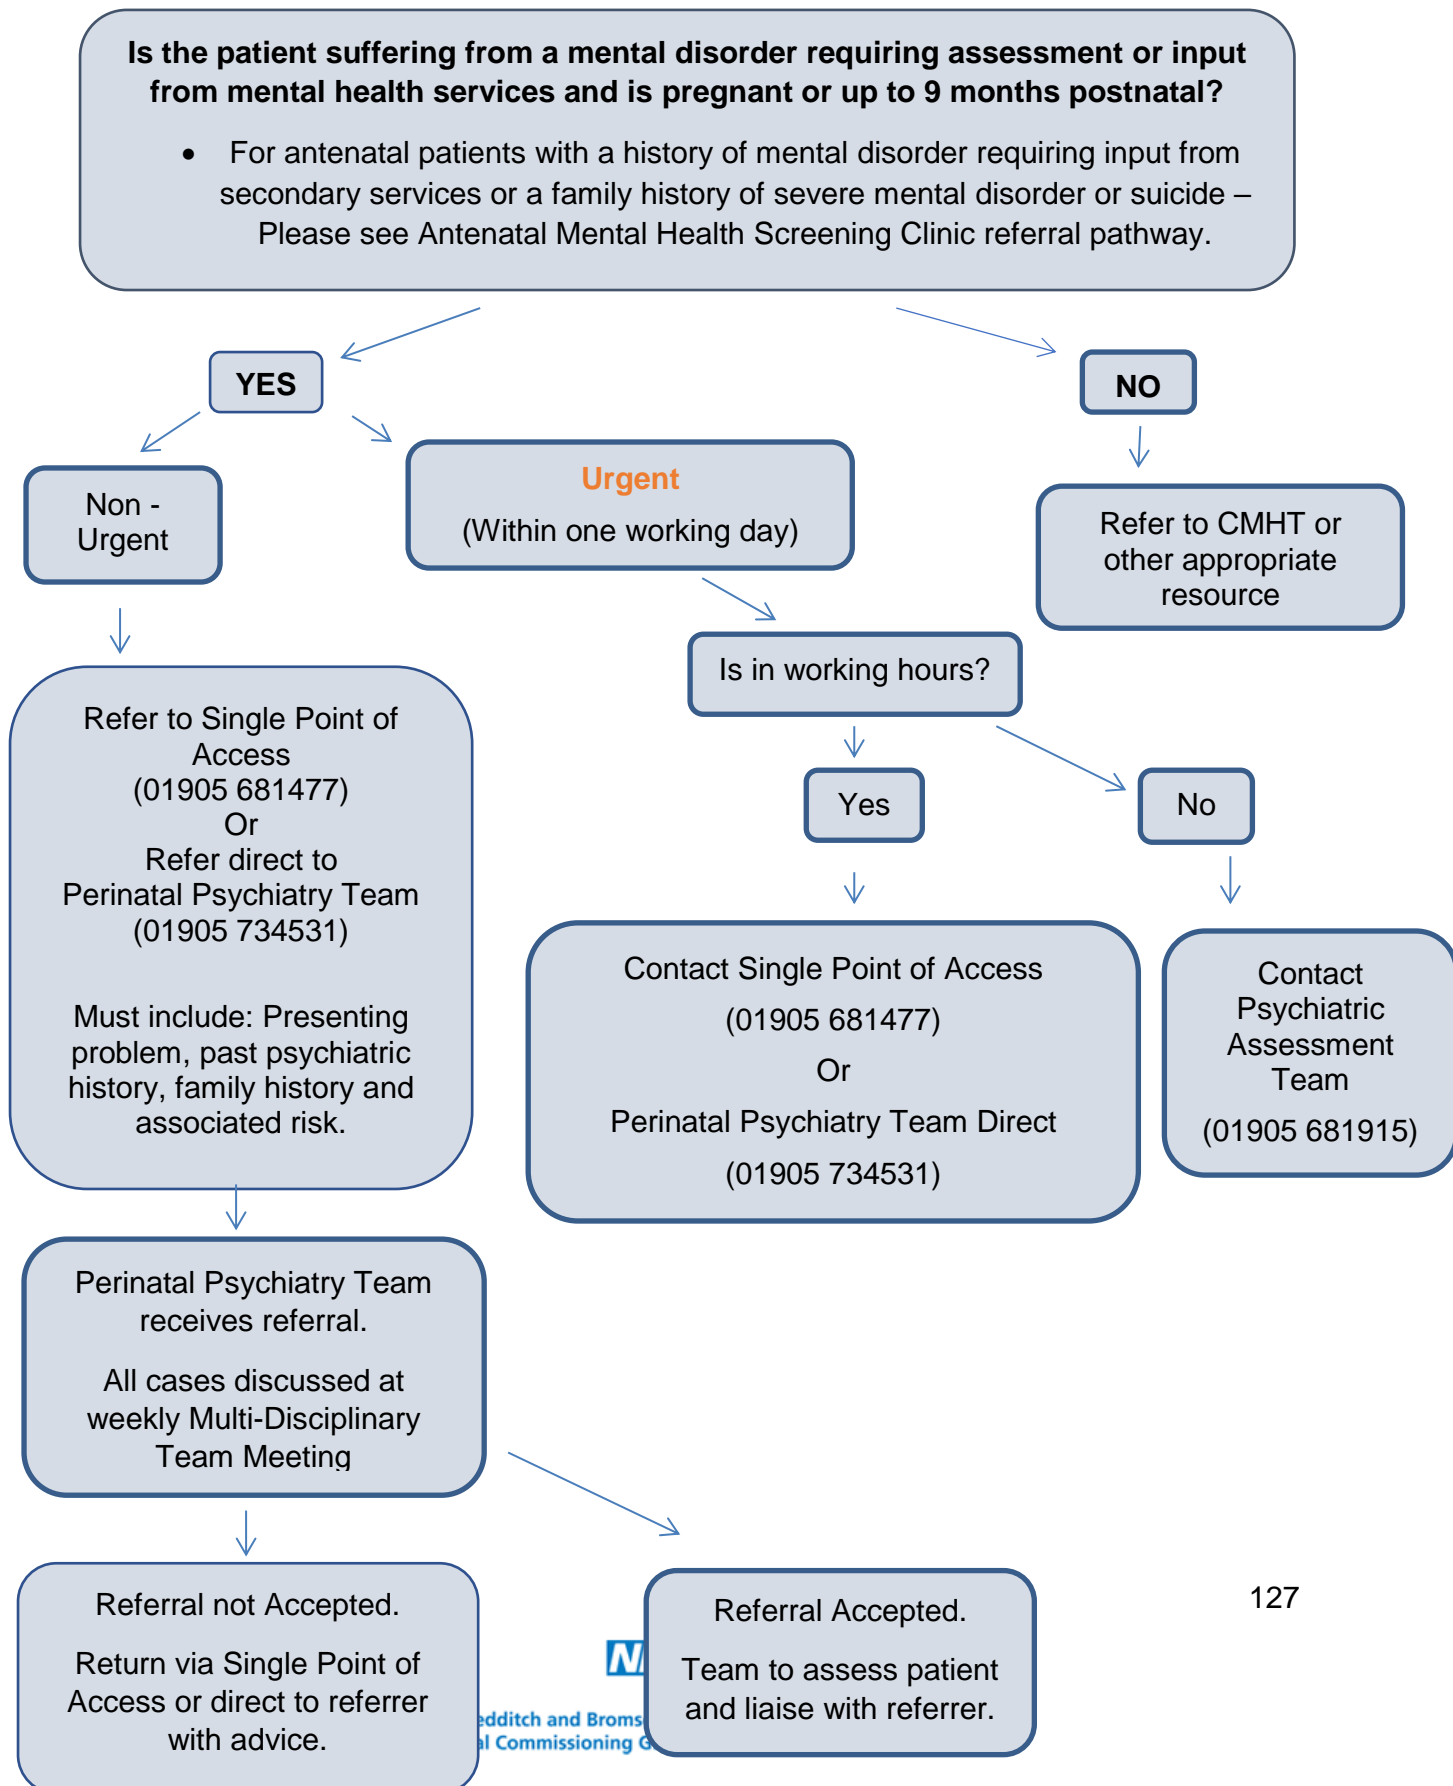 Is the patient suffering from a mental disorder requiring assessment or input
from mental health services and is pregnant or up to 9 months postnatal?
• For antenatal patients with a history of mental disorder requiring input from
secondary services or a family history of severe mental disorder or suicide –
Please see Antenatal Mental Health Screening Clinic referral pathway.
YES
NO
Non -
Urgent
Urgent
(Within one working day)
Refer to CMHT or
other appropriate
resource
Is in working hours?
Yes
No
Refer to Single Point of
Access
(01905 681477)
Or
Refer direct to
Perinatal Psychiatry Team
(01905 734531)
Must include: Presenting
problem, past psychiatric
history, family history and
associated risk.
Contact Single Point of Access
(01905 681477)
Or
Perinatal Psychiatry Team Direct
(01905 734531)
Contact
Psychiatric
Assessment
Team
(01905 681915)
Perinatal Psychiatry Team
receives referral.
All cases discussed at
weekly Multi-Disciplinary
Team Meeting
Referral not Accepted.
Return via Single Point of
Access or direct to referrer
with advice.
Referral Accepted.
Team to assess patient
and liaise with referrer.
127
edditch and Broms
al Commissioning G